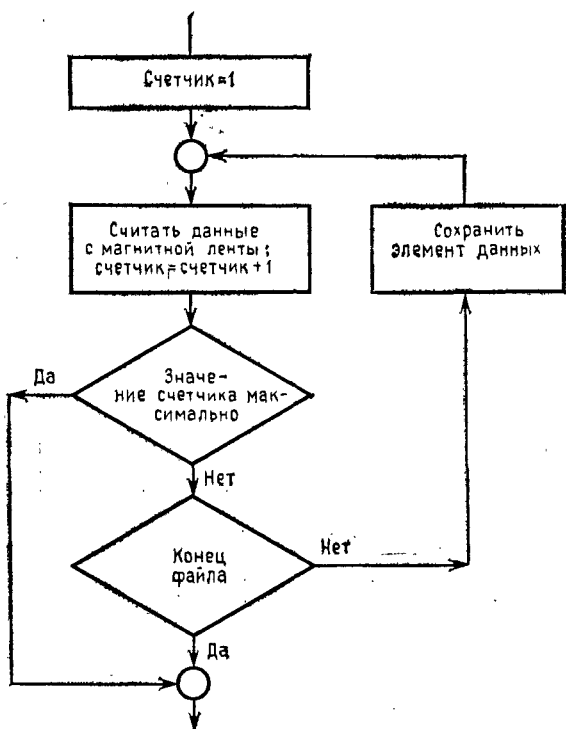 Счетчик=1
Считать данные
с магнитной ленты;
счетчик=счетчик+1
Сохранить
элемент данных
Да
Значе-
ние счетчика мак-
симально
Нет
Конец
файла
Нет
Да